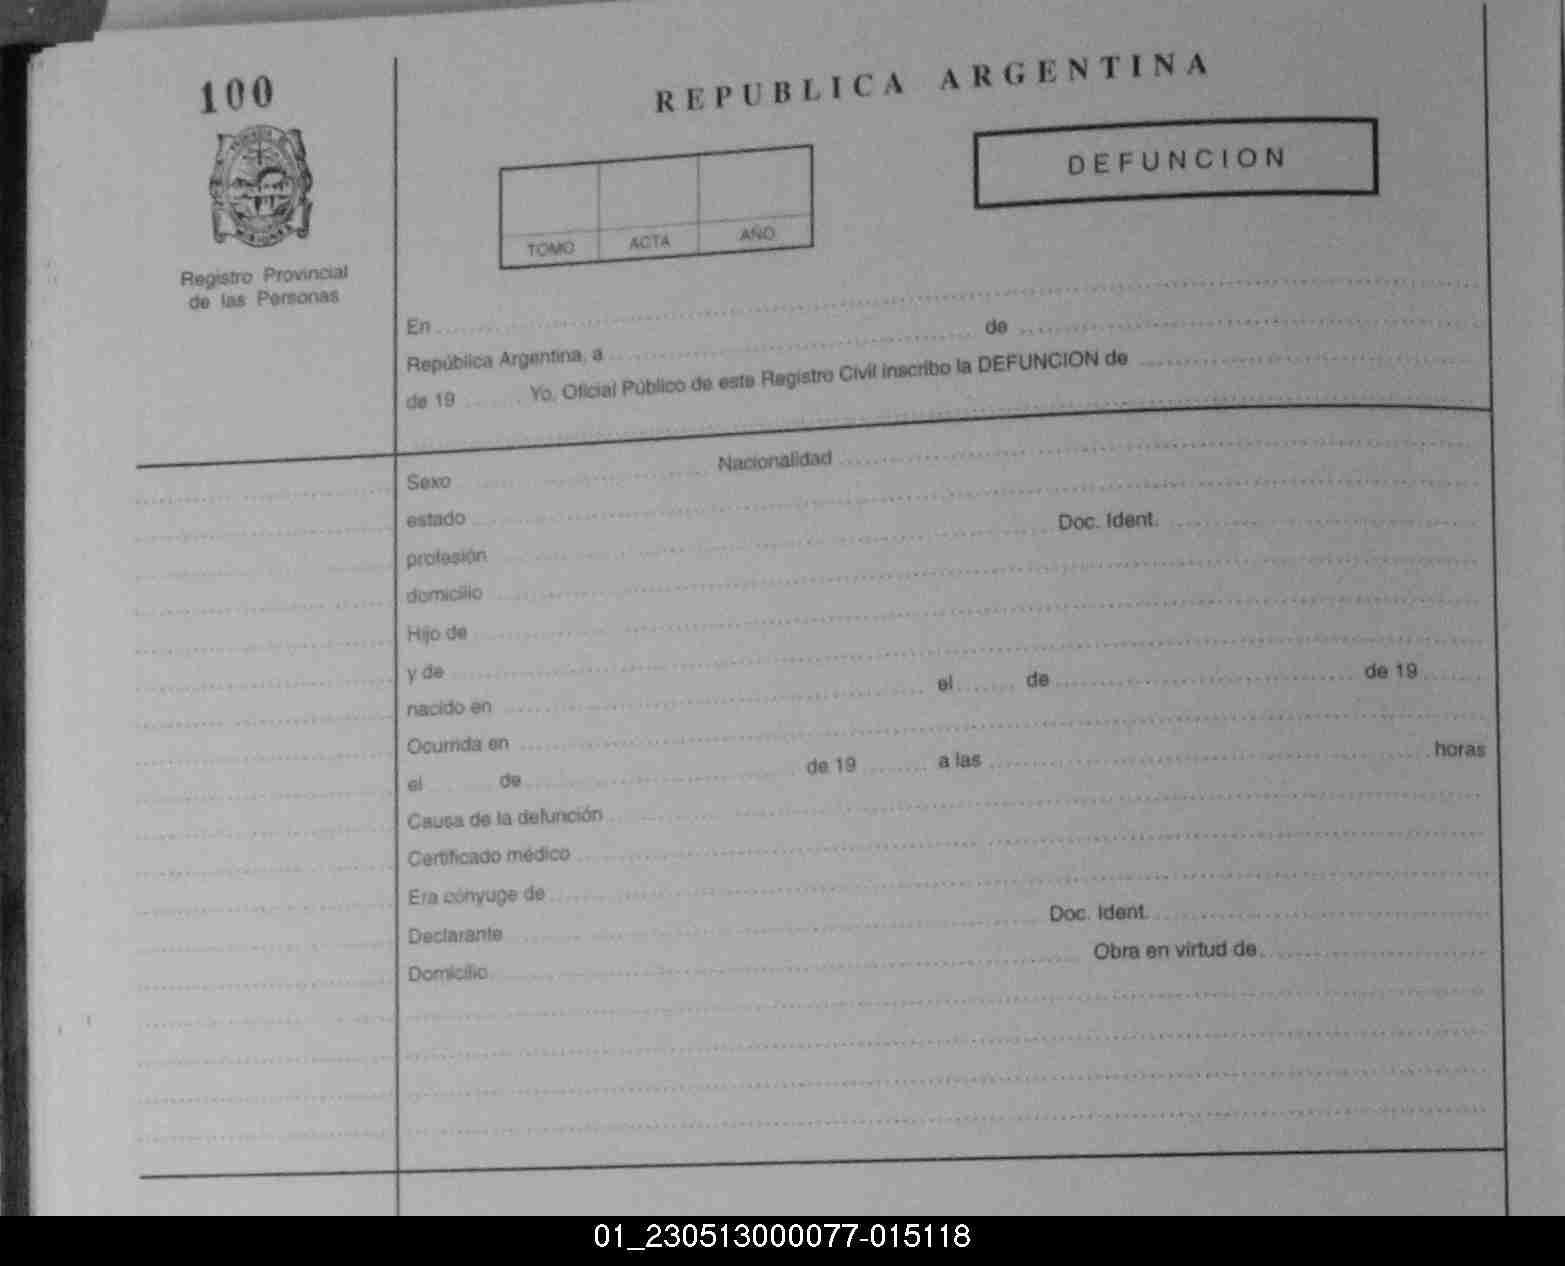 100
REPUBLICA ARGENTINA
DEFUNCION
TOMO ACTA AÑO
Registro Provincial
de las Personas
En
República Argentina, a de
de 19 Yo, Oficial Público de este Registro Civil inscribo la DEFUNCION de
Sexo Nacionalidad
estado
profesión Doc. Ident.
domicilio
Hijo de
y de
nacido en el de de 19
Ocurrida en
el de de 19 a las horas
Causa de la defunción
Certificado médico
Era cónyuge de
Declarante Doc. Ident.
Domicilio Obra en virtud de
01_230513000077-015118